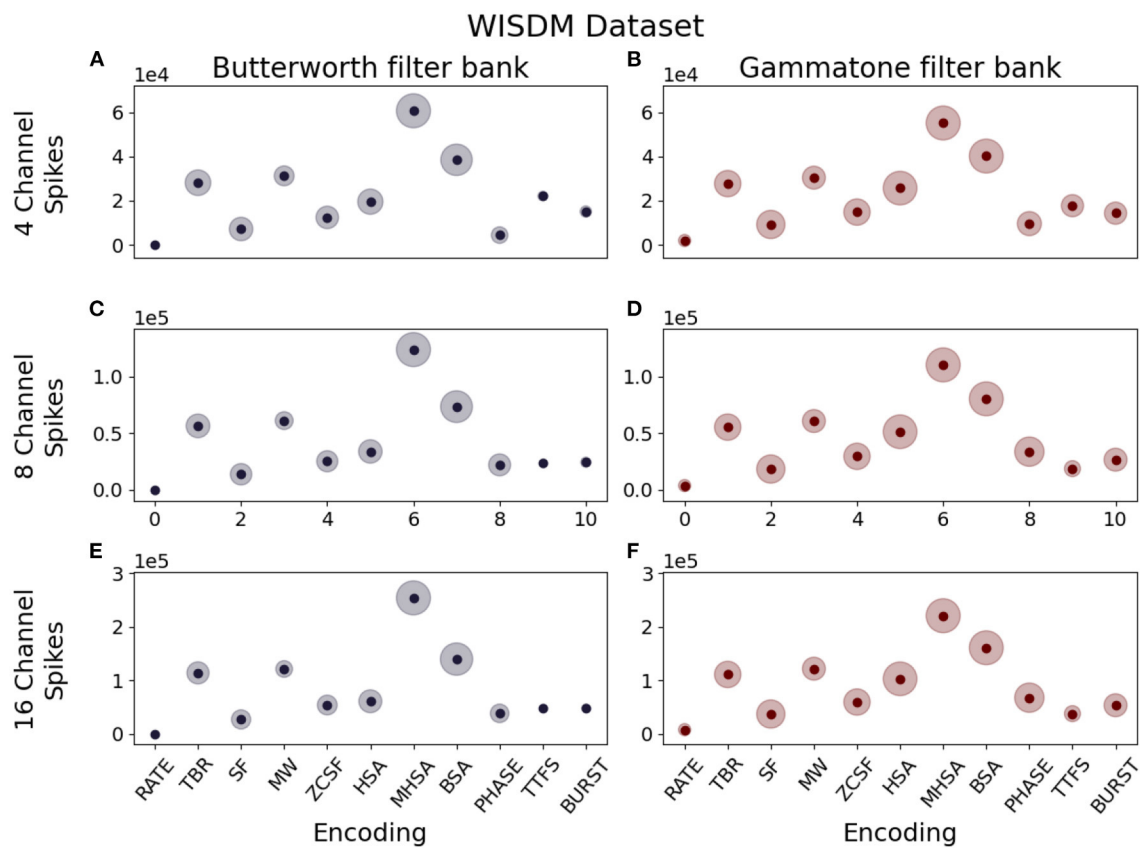 WISDM Dataset
A Butterworth filter bank
B Gammatone filter bank
1e4
1e4
4 Channel
Spikes
6
4
2
0
6
4
2
0
C
D
1e5
1e5
8 Channel
Spikes
1.0
0.5
0.0
1.0
0.5
0.0
0 2 4 6 8 10
0 2 4 6 8 10
E
F
1e5
1e5
16 Channel
Spikes
3
2
1
0
3
2
1
0
RATE TBR SF MW ZCSF HSA MHSA BSA PHASE TTFS BURST
RATE TBR SF MW ZCSF HSA MHSA BSA PHASE TTFS BURST
Encoding
Encoding